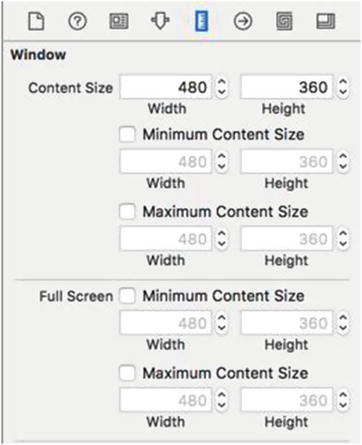 Window
Content Size 480 360
Width Height
Minimum Content Size
480 360
Width Height
Maximum Content Size
480 360
Width Height
Full Screen Minimum Content Size
480 360
Width Height
Maximum Content Size
480 360
Width Height